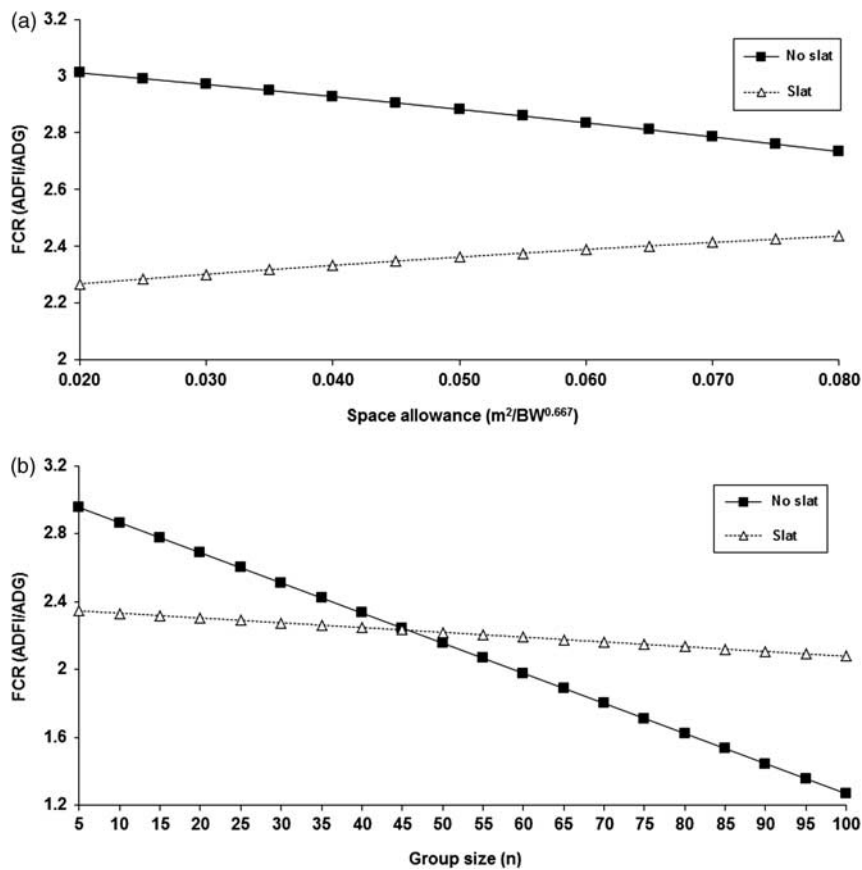 (a)
3.2
3
2.8
2.6
2.4
2.2
2
FCR (ADFI/ADG)
No slat
Slat
0.020 0.030 0.040 0.050 0.060 0.070 0.080
Space allowance (m²/BW⁰·⁶⁶⁷)
(b)
3.2
2.8
2.4
2
1.6
1.2
FCR (ADFI/ADG)
No slat
Slat
5 10 15 20 25 30 35 40 45 50 55 60 65 70 75 80 85 90 95 100
Group size (n)